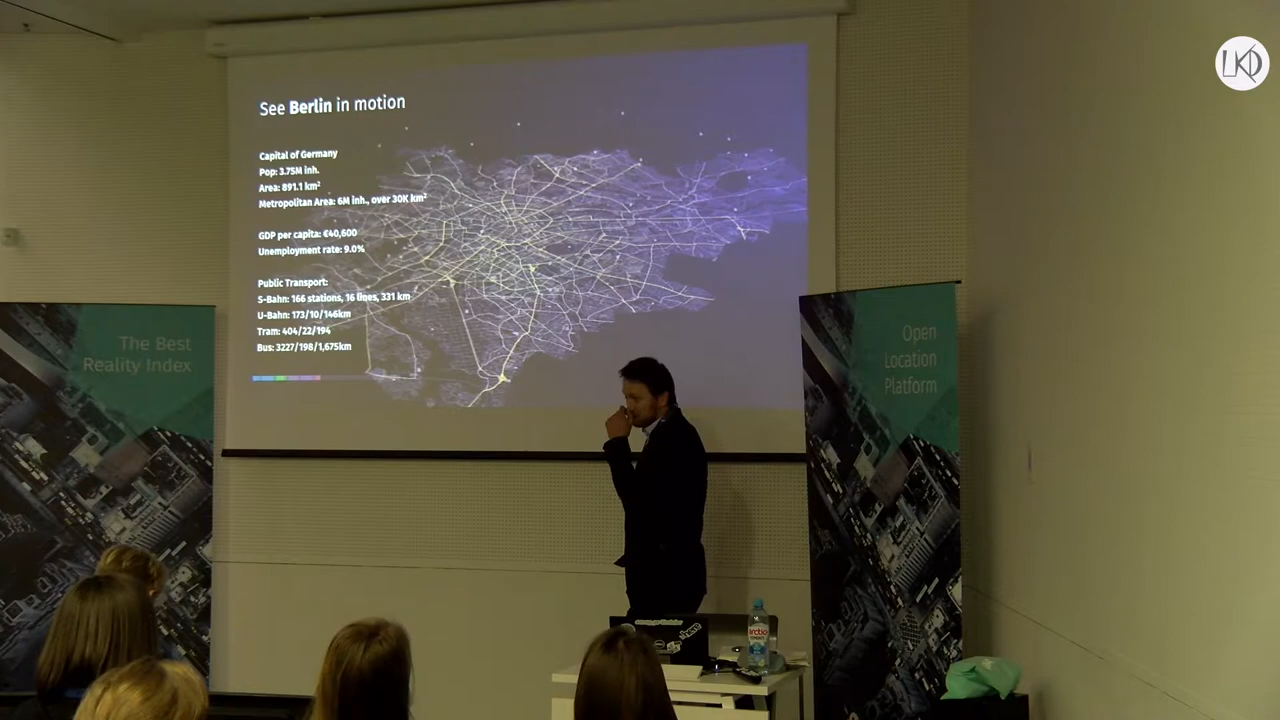 See Berlin in motion
Capital of Germany
Pop: 3.75M inh.
Area: 891.1 km²
Metropolitan Area: 6M inh., over 30K km²
GDP per capita: €40,600
Unemployment rate: 9.0%
Public Transport:
S-Bahn: 166 stations, 16 lines, 331 km
U-Bahn: 173/10/146km
Tram: 404/22/194
Bus: 3227/198/1,675km
The Best
Reality Index
Open
Location
Platform
LKD
arctic
here